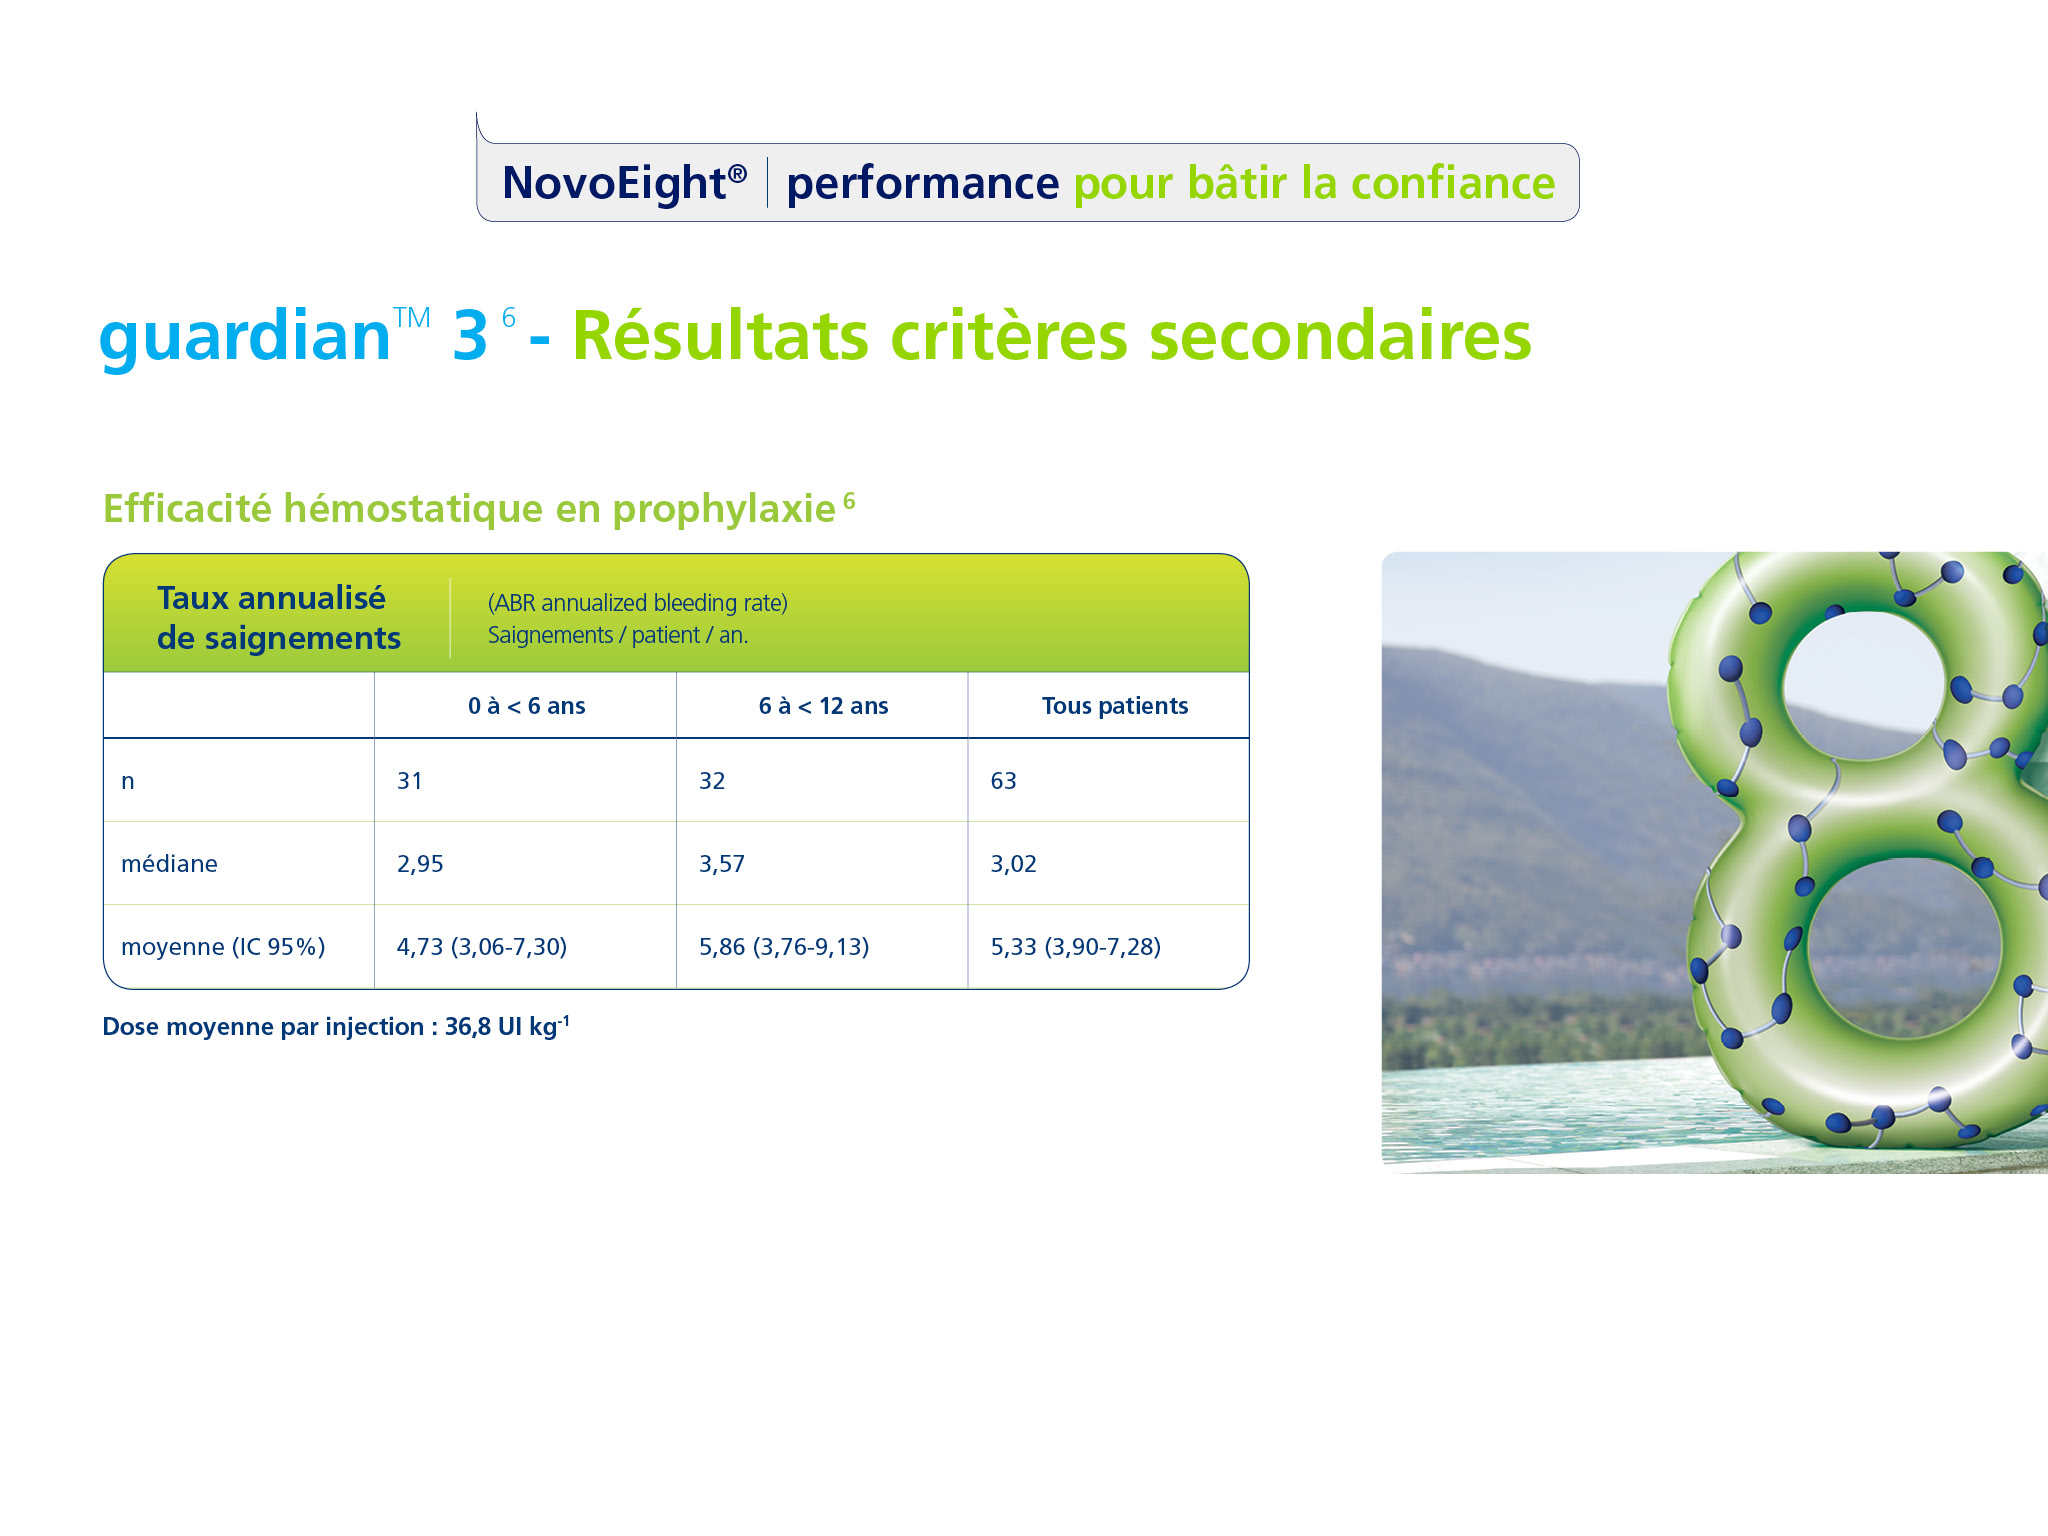 NovoEight® | performance pour bâtir la confiance
guardian™ 3 ⁶ - Résultats critères secondaires
Efficacité hémostatique en prophylaxie ⁶
Taux annualisé
de saignements
(ABR annualized bleeding rate)
Saignements / patient / an.
0 à < 6 ans 6 à < 12 ans Tous patients
n 31 32 63
médiane 2,95 3,57 3,02
moyenne (IC 95%) 4,73 (3,06-7,30) 5,86 (3,76-9,13) 5,33 (3,90-7,28)
Dose moyenne par injection : 36,8 UI kg⁻¹